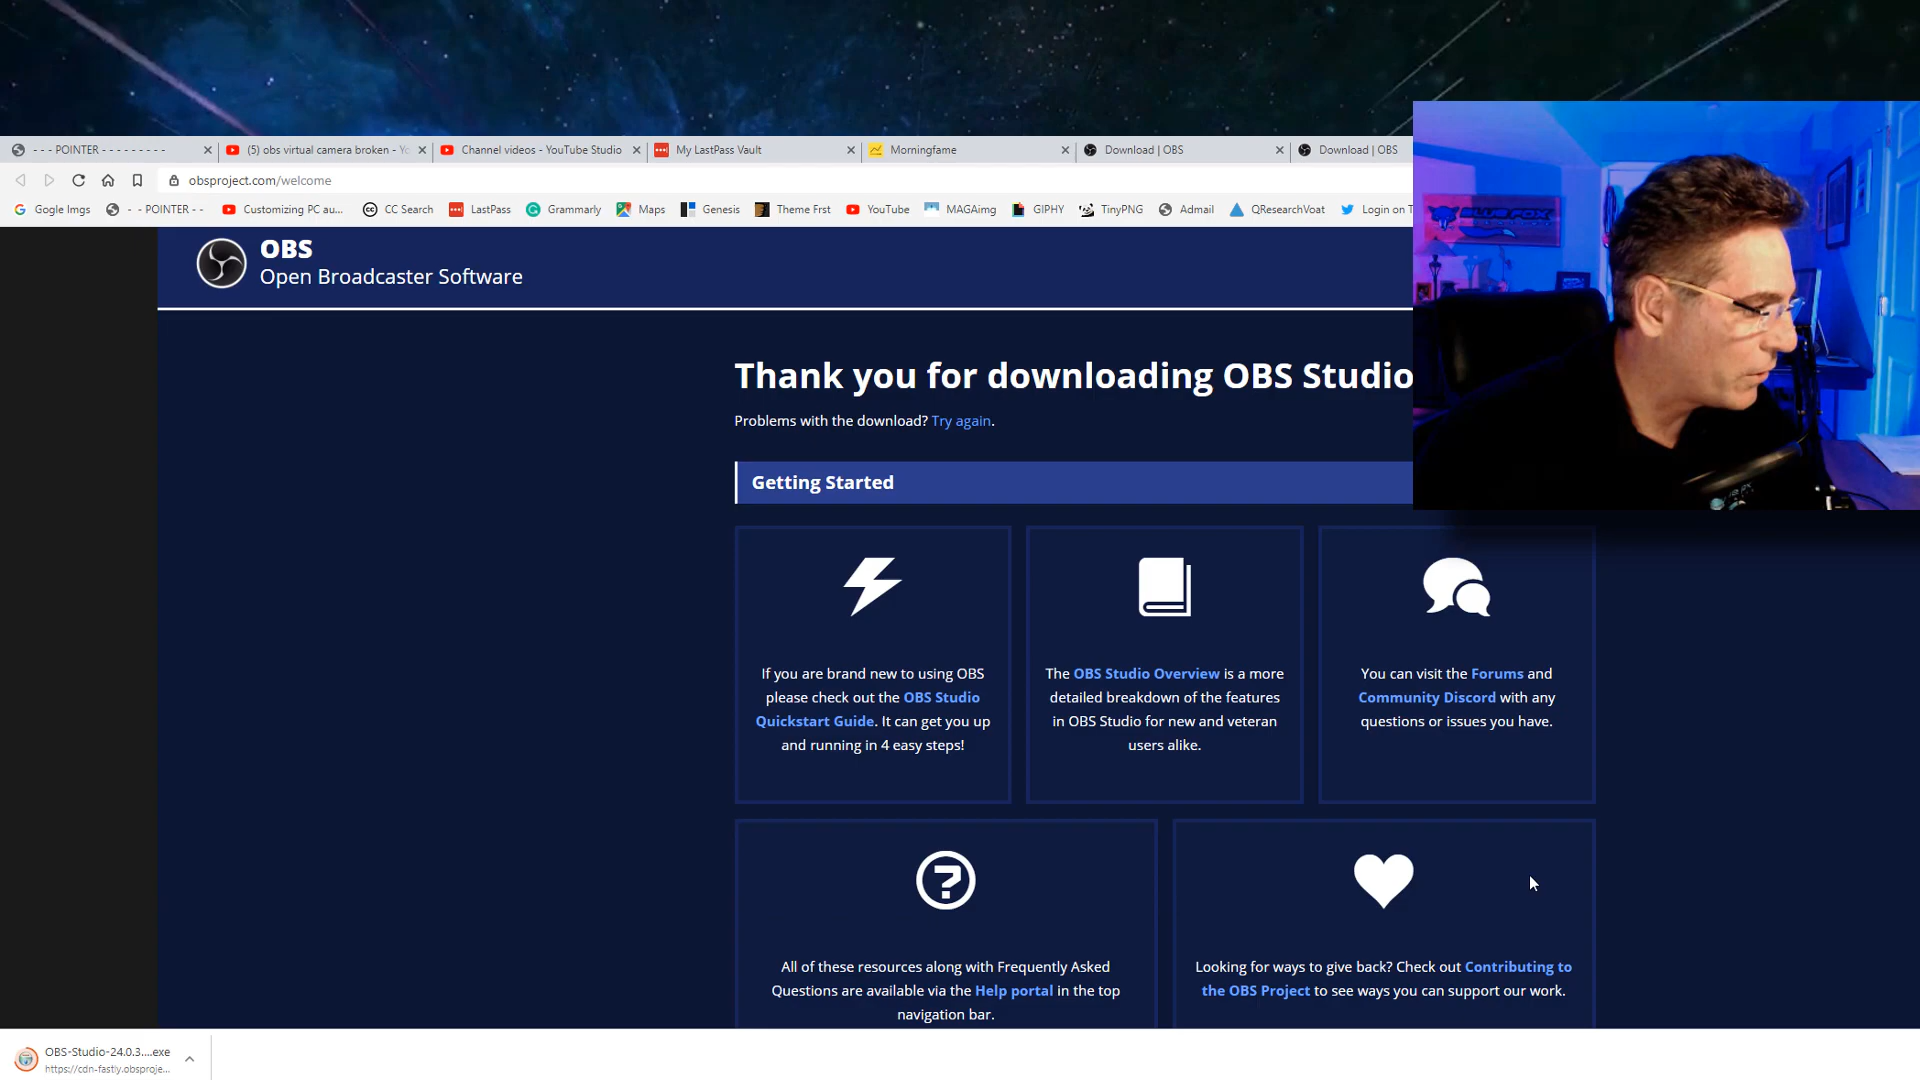 - - - POINTER - - - - - - - - -
(5) obs virtual camera broken - Yo
Channel videos - YouTube Studio
My LastPass Vault
Morningfame
Download | OBS
Download | OBS
obsproject.com/welcome
Gogle Imgs
- - POINTER - -
Customizing PC au...
CC Search
LastPass
Grammarly
Maps
Genesis
Theme Frst
YouTube
MAGAimg
GIPHY
TinyPNG
Admail
QResearchVoat
Login on T
OBS
Open Broadcaster Software
BLUE FOX
Thank you for downloading OBS Studio
Problems with the download? Try again.
Getting Started
If you are brand new to using OBS
please check out the OBS Studio
Quickstart Guide. It can get you up
and running in 4 easy steps!
The OBS Studio Overview is a more
detailed breakdown of the features
in OBS Studio for new and veteran
users alike.
You can visit the Forums and
Community Discord with any
questions or issues you have.
All of these resources along with Frequently Asked
Questions are available via the Help portal in the top
navigation bar.
Looking for ways to give back? Check out Contributing to
the OBS Project to see ways you can support our work.
OBS-Studio-24.0.3....exe
https://cdn-fastly.obsproje...